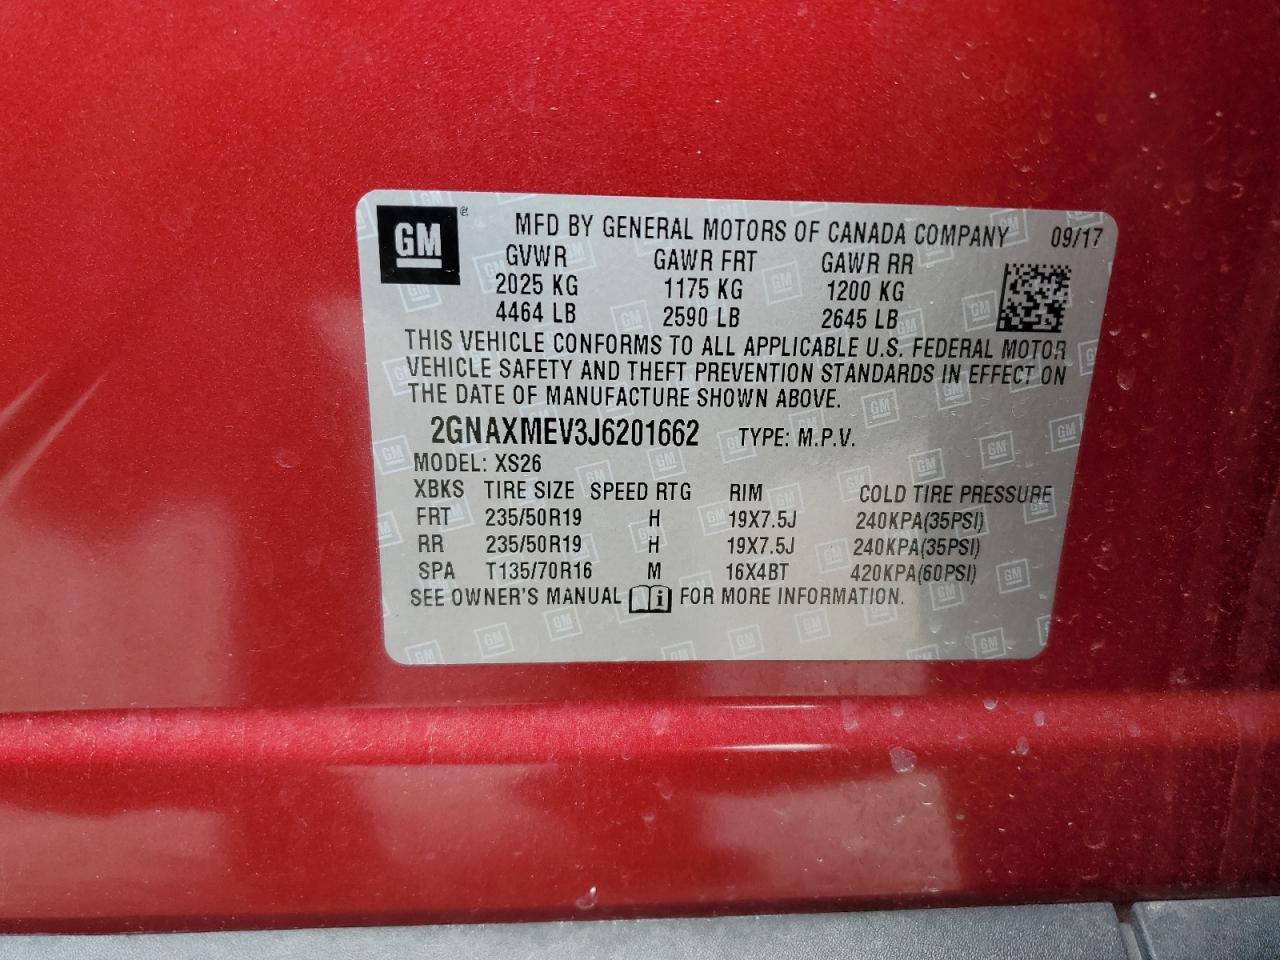 GM® MFD BY GENERAL MOTORS OF CANADA COMPANY 09/17
GVWR GAWR FRT GAWR RR
2025 KG 1175 KG 1200 KG
4464 LB 2590 LB 2645 LB
THIS VEHICLE CONFORMS TO ALL APPLICABLE U.S. FEDERAL MOTOR
VEHICLE SAFETY AND THEFT PREVENTION STANDARDS IN EFFECT ON
THE DATE OF MANUFACTURE SHOWN ABOVE.
2GNAXMEV3J6201662 TYPE: M.P.V.
MODEL: XS26
XBKS TIRE SIZE SPEED RTG RIM COLD TIRE PRESSURE
FRT 235/50R19 H 19X7.5J 240KPA(35PSI)
RR 235/50R19 H 19X7.5J 240KPA(35PSI)
SPA T135/70R16 M 16X4BT 420KPA(60PSI)
SEE OWNER'S MANUAL i FOR MORE INFORMATION.